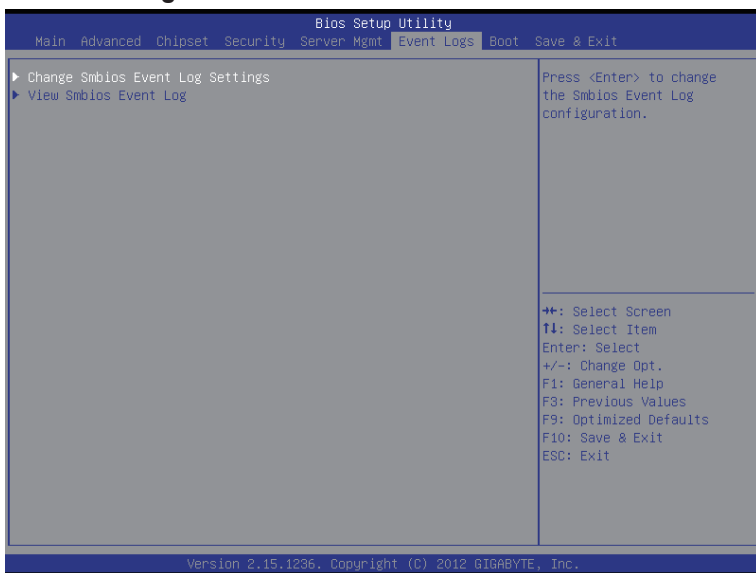 Bios Setup Utility
Main Advanced Chipset Security Server Mgmt Event Logs Boot Save & Exit
▶ Change Smbios Event Log Settings
▶ View Smbios Event Log
Press <Enter> to change
the Smbios Event Log
configuration.
→←: Select Screen
↑↓: Select Item
Enter: Select
+/-: Change Opt.
F1: General Help
F3: Previous Values
F9: Optimized Defaults
F10: Save & Exit
ESC: Exit
Version 2.15.1236. Copyright (C) 2012 GIGABYTE, Inc.